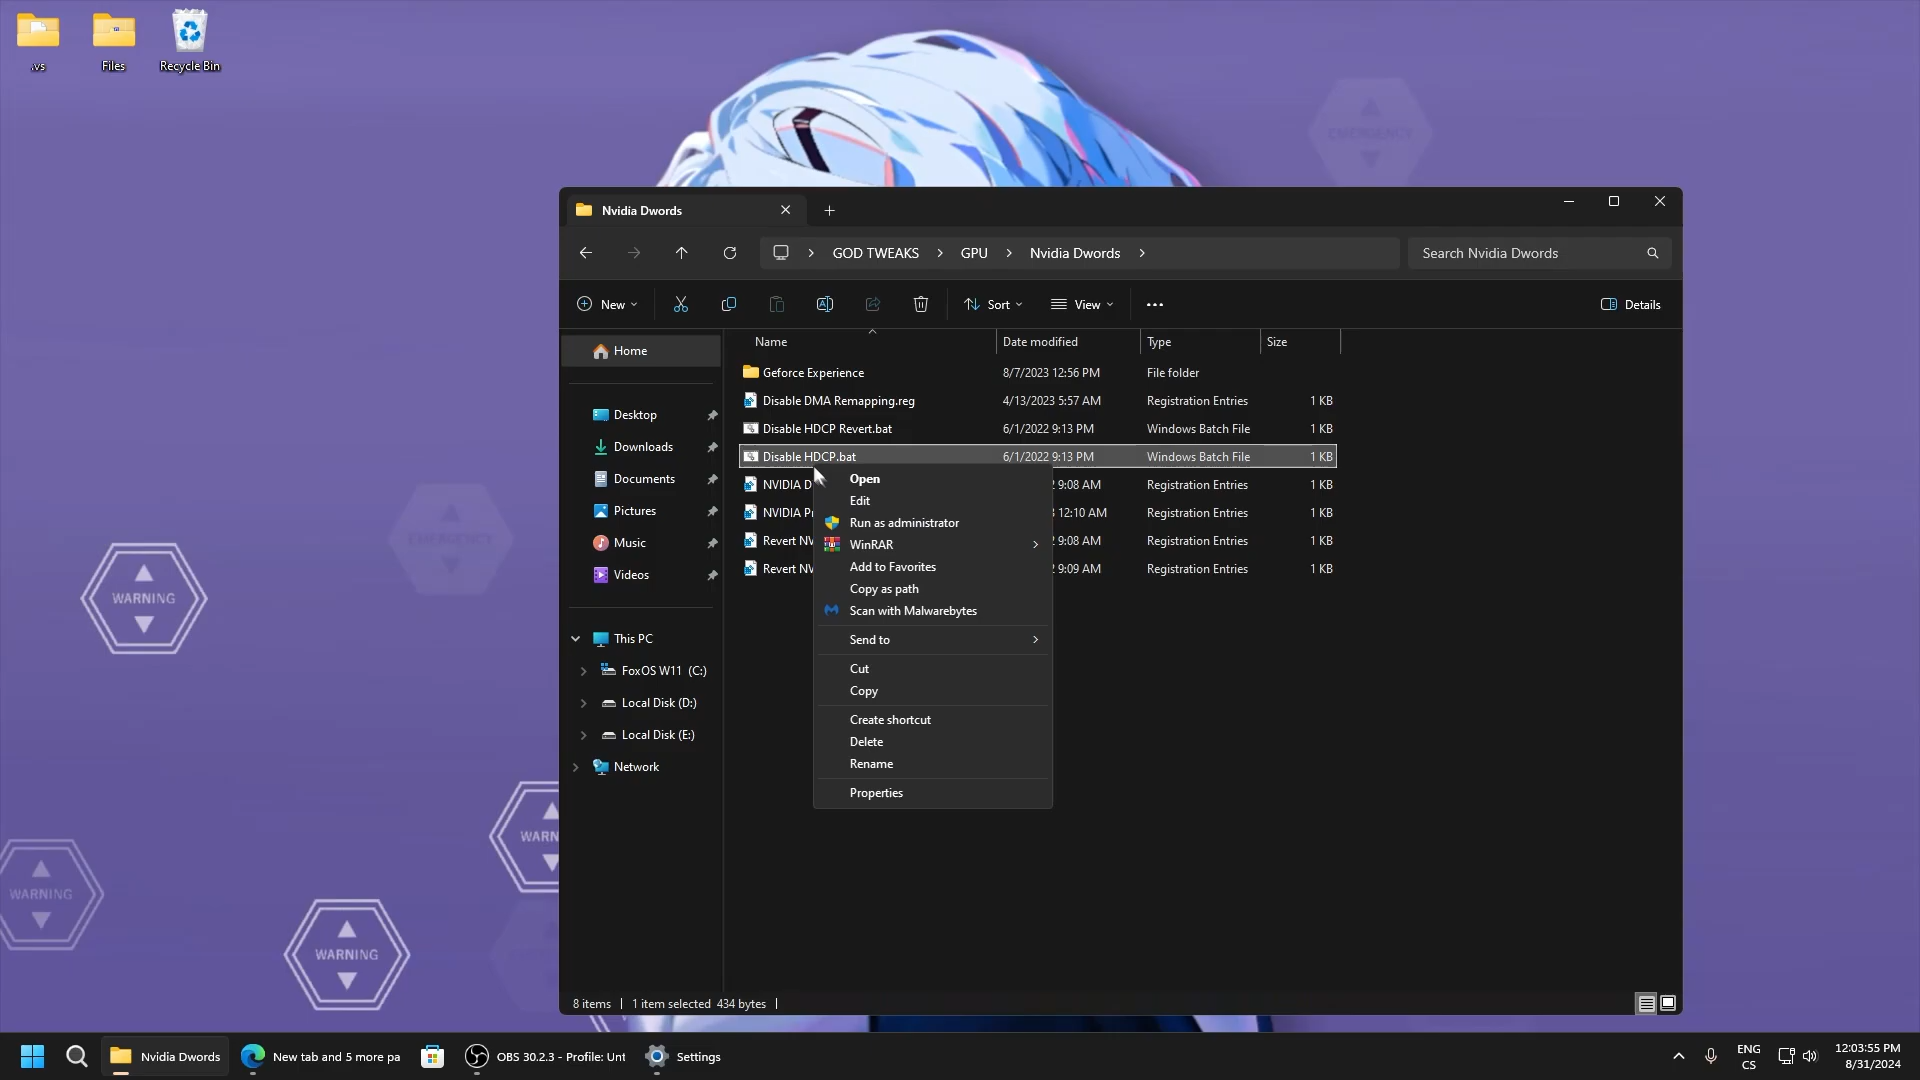 .vs
Files
Recycle Bin
EMERGENCY
Nvidia Dwords
GOD TWEAKS
GPU
Nvidia Dwords
Search Nvidia Dwords
New
Sort
View
Details
Home
Name
Date modified
Type
Size
Geforce Experience
8/7/2023 12:56 PM
File folder
Disable DMA Remapping.reg
4/13/2023 5:57 AM
Registration Entries
1 KB
Disable HDCP Revert.bat
6/1/2022 9:13 PM
Windows Batch File
1 KB
Disable HDCP.bat
6/1/2022 9:13 PM
Windows Batch File
1 KB
NVIDIA D
2 9:08 AM
Registration Entries
1 KB
NVIDIA P
12:10 AM
Registration Entries
1 KB
Revert NV
2 9:08 AM
Registration Entries
1 KB
Revert NV
2 9:09 AM
Registration Entries
1 KB
Open
Edit
Run as administrator
WinRAR
Add to Favorites
Copy as path
Scan with Malwarebytes
Send to
Cut
Copy
Create shortcut
Delete
Rename
Properties
Desktop
Downloads
Documents
Pictures
Music
Videos
This PC
FoxOS W11 (C:)
Local Disk (D:)
Local Disk (E:)
Network
EMERGENCY
WARNING
WARN
WARNING
WARNING
8 items
1 item selected 434 bytes
Nvidia Dwords
New tab and 5 more pa
OBS 30.2.3 - Profile: Unt
Settings
ENG
CS
12:03:55 PM
8/31/2024